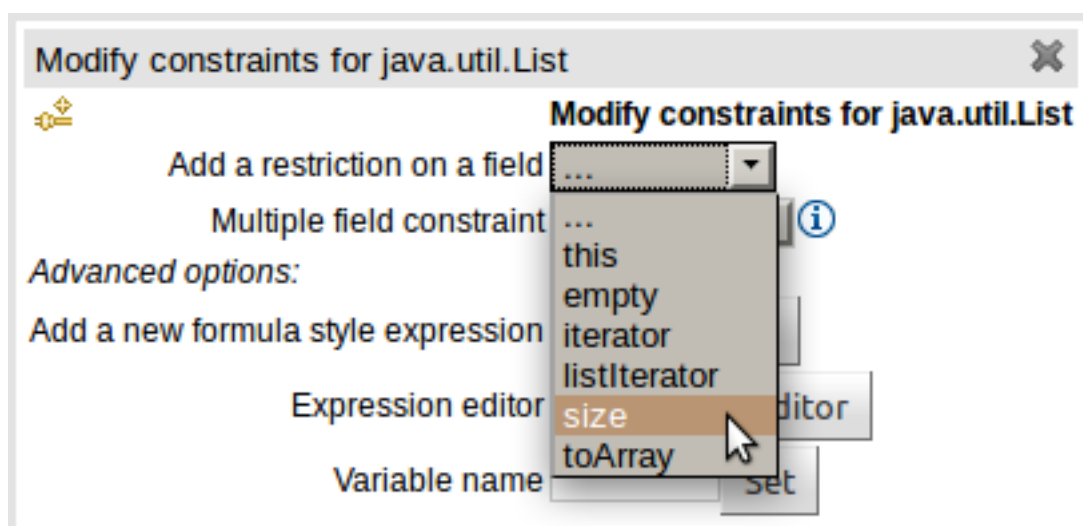 Modify constraints for java.util.List
Modify constraints for java.util.List
Add a restriction on a field ...
Multiple field constraint
...
this
empty
iterator
listIterator
size
toArray
Advanced options:
Add a new formula style expression
Expression editor
Variable name
Set